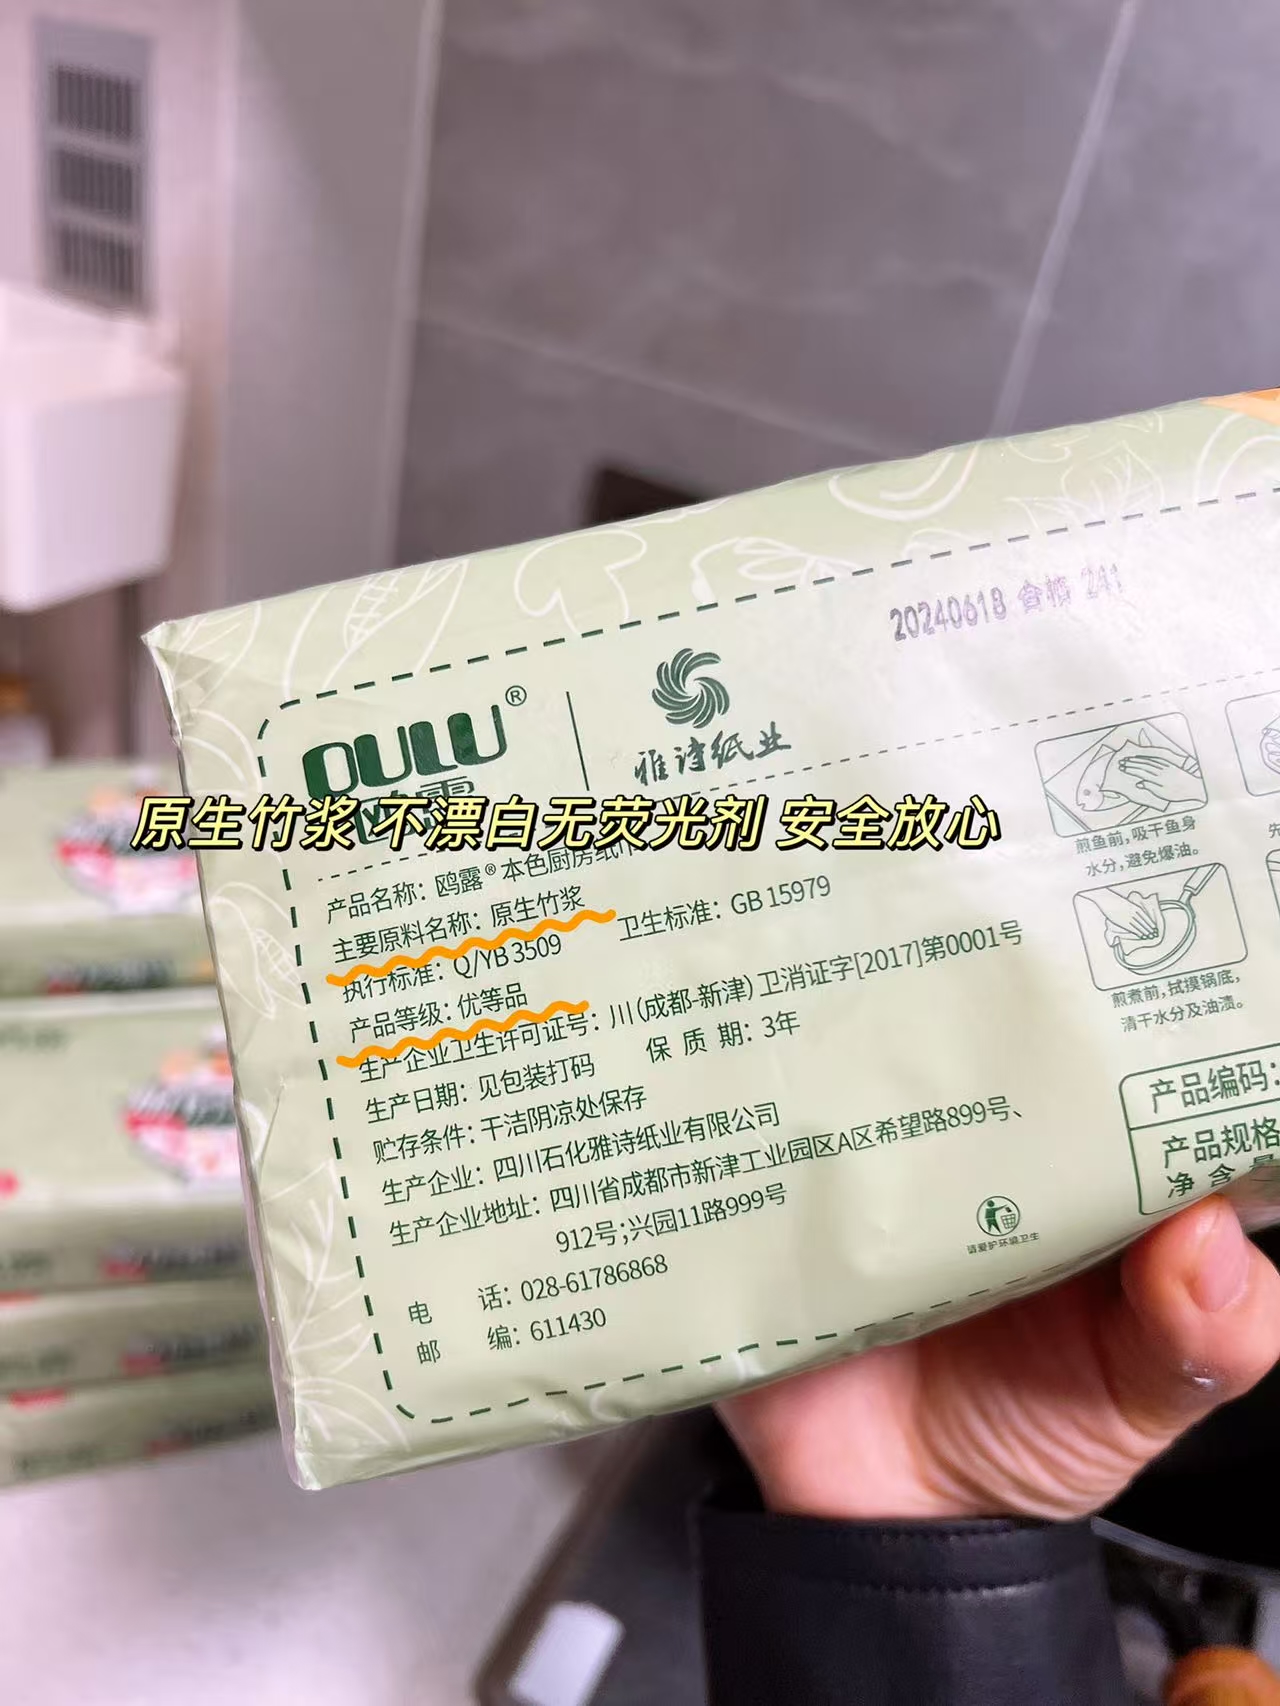 20240618 合格 241
OULU®
雅诗纸业
原生竹浆 不漂白无荧光剂 安全放心
产品名称：鸥露®本色厨房纸巾
主要原料名称：原生竹浆
执行标准：Q/YB 3509 卫生标准：GB 15979
产品等级：优等品
生产企业卫生许可证号：川（成都-新津）卫消证字[2017]第0001号
生产日期：见包装打码 保质期：3年
贮存条件：干洁阴凉处保存
生产企业：四川石化雅诗纸业有限公司
生产企业地址：四川省成都市新津工业园区A区希望路899号、
912号；兴园11路999号
电话：028-61786868
邮编：611430
煎鱼前，吸干鱼身
水分，避免爆油。
煎煮前，拭摸锅底，
清干水分及油渍。
先
请爱护环境卫生
产品编码：
产品规格
净含量